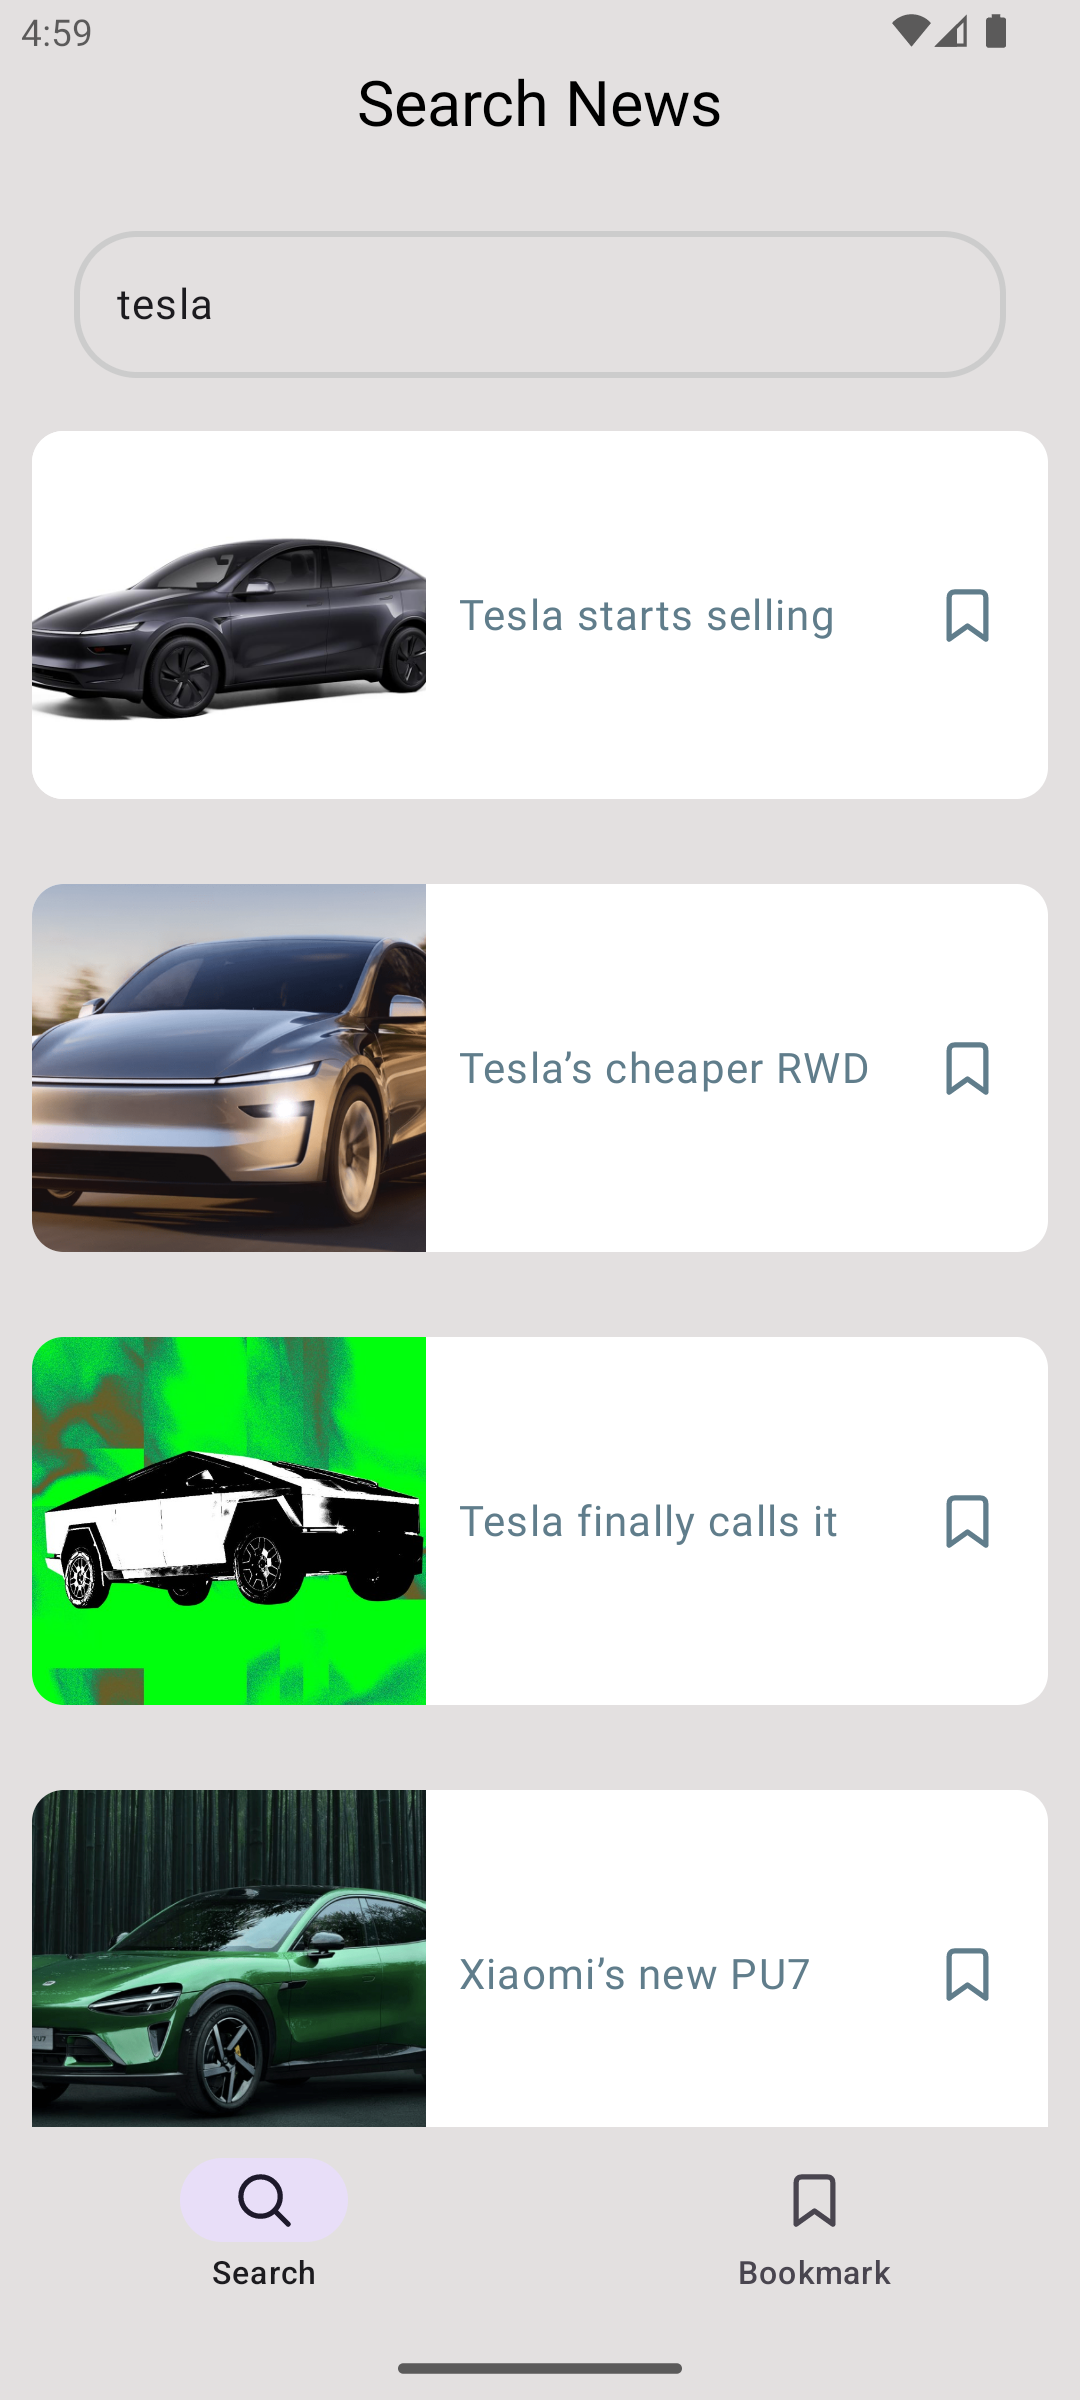 4:59
Search News
tesla
Tesla starts selling
Tesla’s cheaper RWD
Tesla finally calls it
Xiaomi’s new PU7
YU7
Search
Bookmark